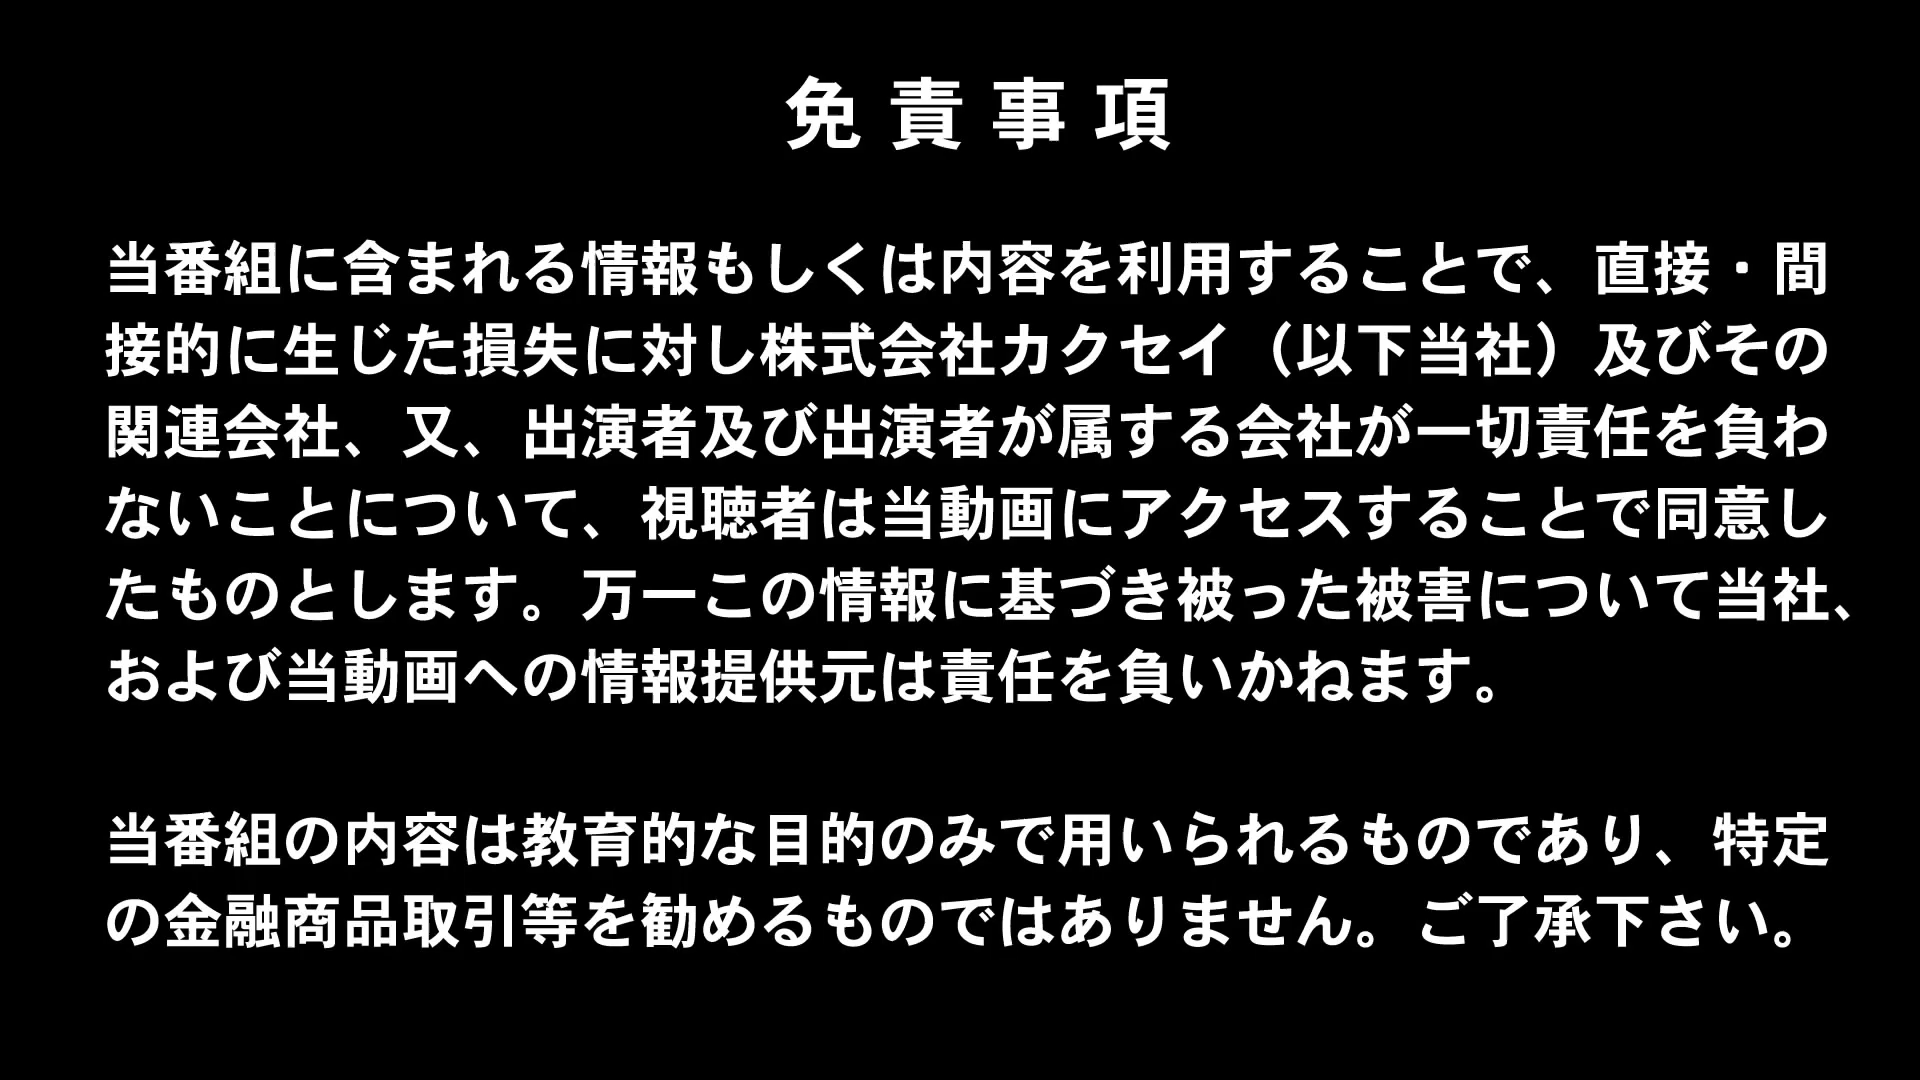 免責事項
当番組に含まれる情報もしくは内容を利用することで、直接・間
接的に生じた損失に対し株式会社カクセイ（以下当社）及びその
関連会社、又、出演者及び出演者が属する会社が一切責任を負わ
ないことについて、視聴者は当動画にアクセスすることで同意し
たものとします。万一この情報に基づき被った被害について当社、
および当動画への情報提供元は責任を負いかねます。
当番組の内容は教育的な目的のみで用いられるものであり、特定
の金融商品取引等を勧めるものではありません。ご了承下さい。